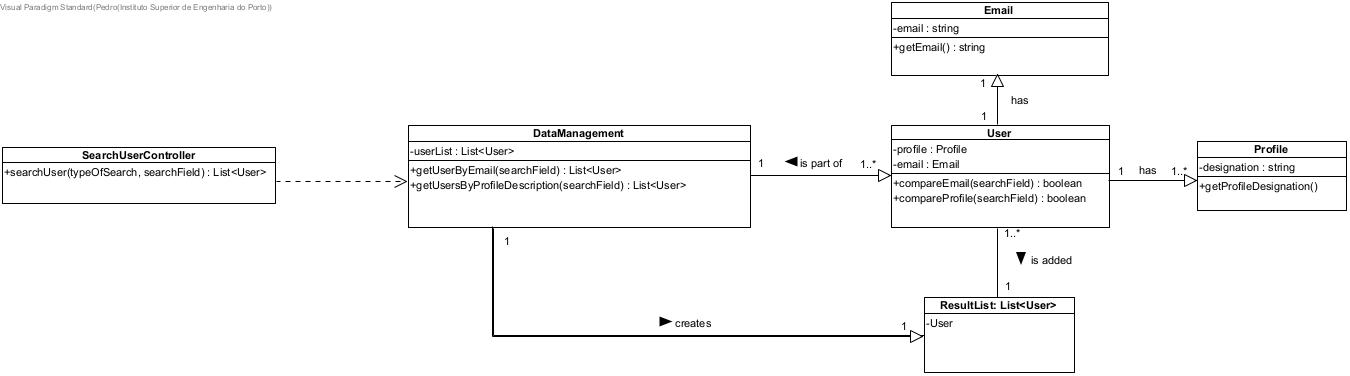 Visual Paradigm Standard(Pedro(Instituto Superior de Engenharia do Porto))
Email
-email : string
+getEmail() : string
1
has
1
SearchUserController
+searchUser(typeOfSearch, searchField) : List<User>
DataManagement
-userList : List<User>
+getUserByEmail(searchField) : List<User>
+getUsersByProfileDescription(searchField) : List<User>
1
is part of
1..*
User
-profile : Profile
-email : Email
+compareEmail(searchField) : boolean
+compareProfile(searchField) : boolean
1
has
1..*
Profile
-designation : string
+getProfileDesignation()
1..*
is added
1
1
creates
1
ResultList: List<User>
-User